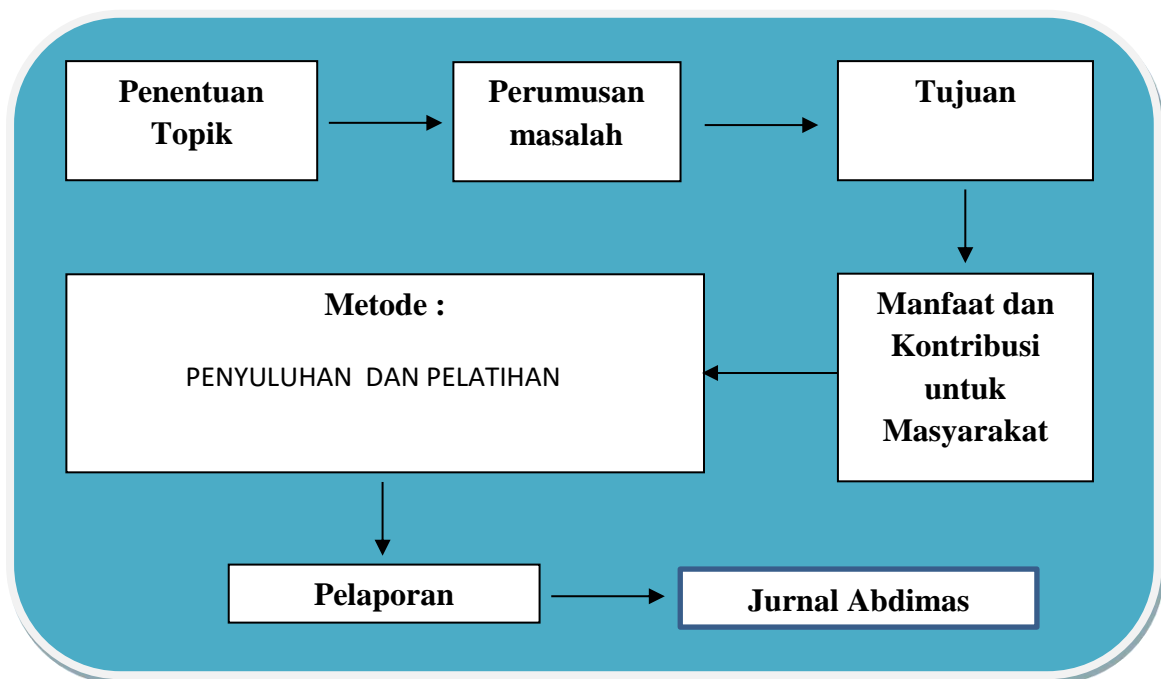 Penentuan
Topik
Perumusan
masalah
Tujuan
Manfaat dan
Kontribusi
untuk
Masyarakat
Metode :
PENYULUHAN DAN PELATIHAN
Pelaporan
Jurnal Abdimas